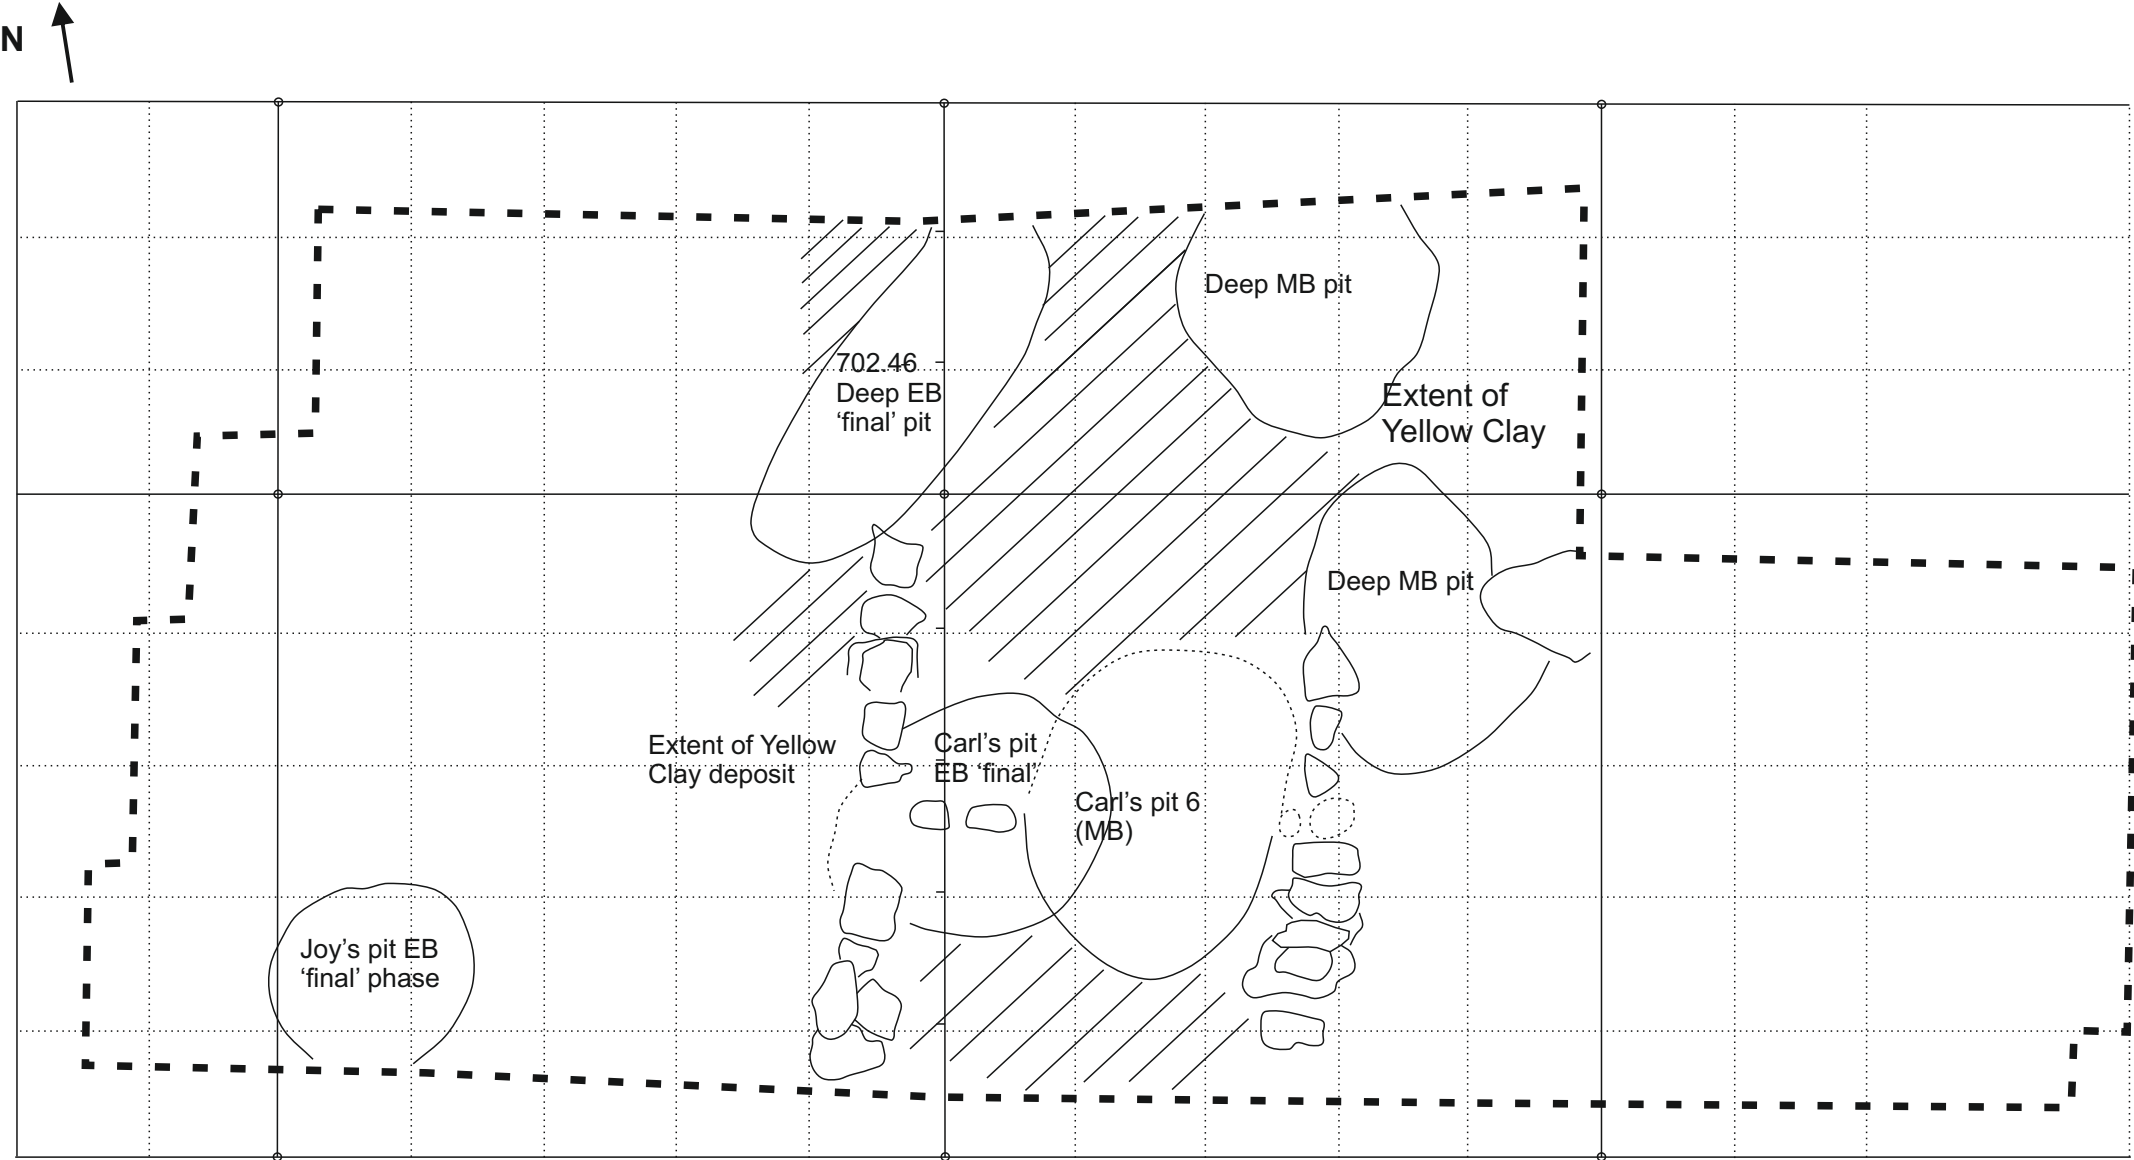 N
Deep MB pit
702.46
Deep EB
‘final’ pit
Extent of
Yellow Clay
Deep MB pit
Extent of Yellow
Clay deposit
Carl’s pit
EB ‘final’
Carl’s pit 6
(MB)
Joy’s pit EB
‘final’ phase